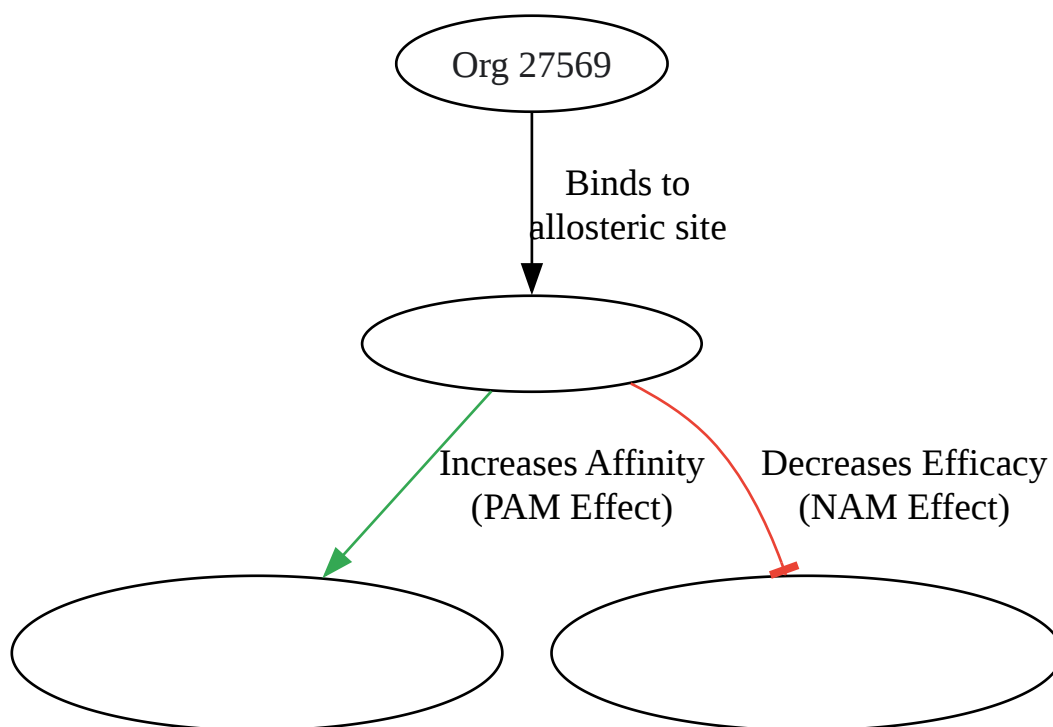 Org 27569
Binds to
allosteric site
Increases Affinity
(PAM Effect)
Decreases Efficacy
(NAM Effect)